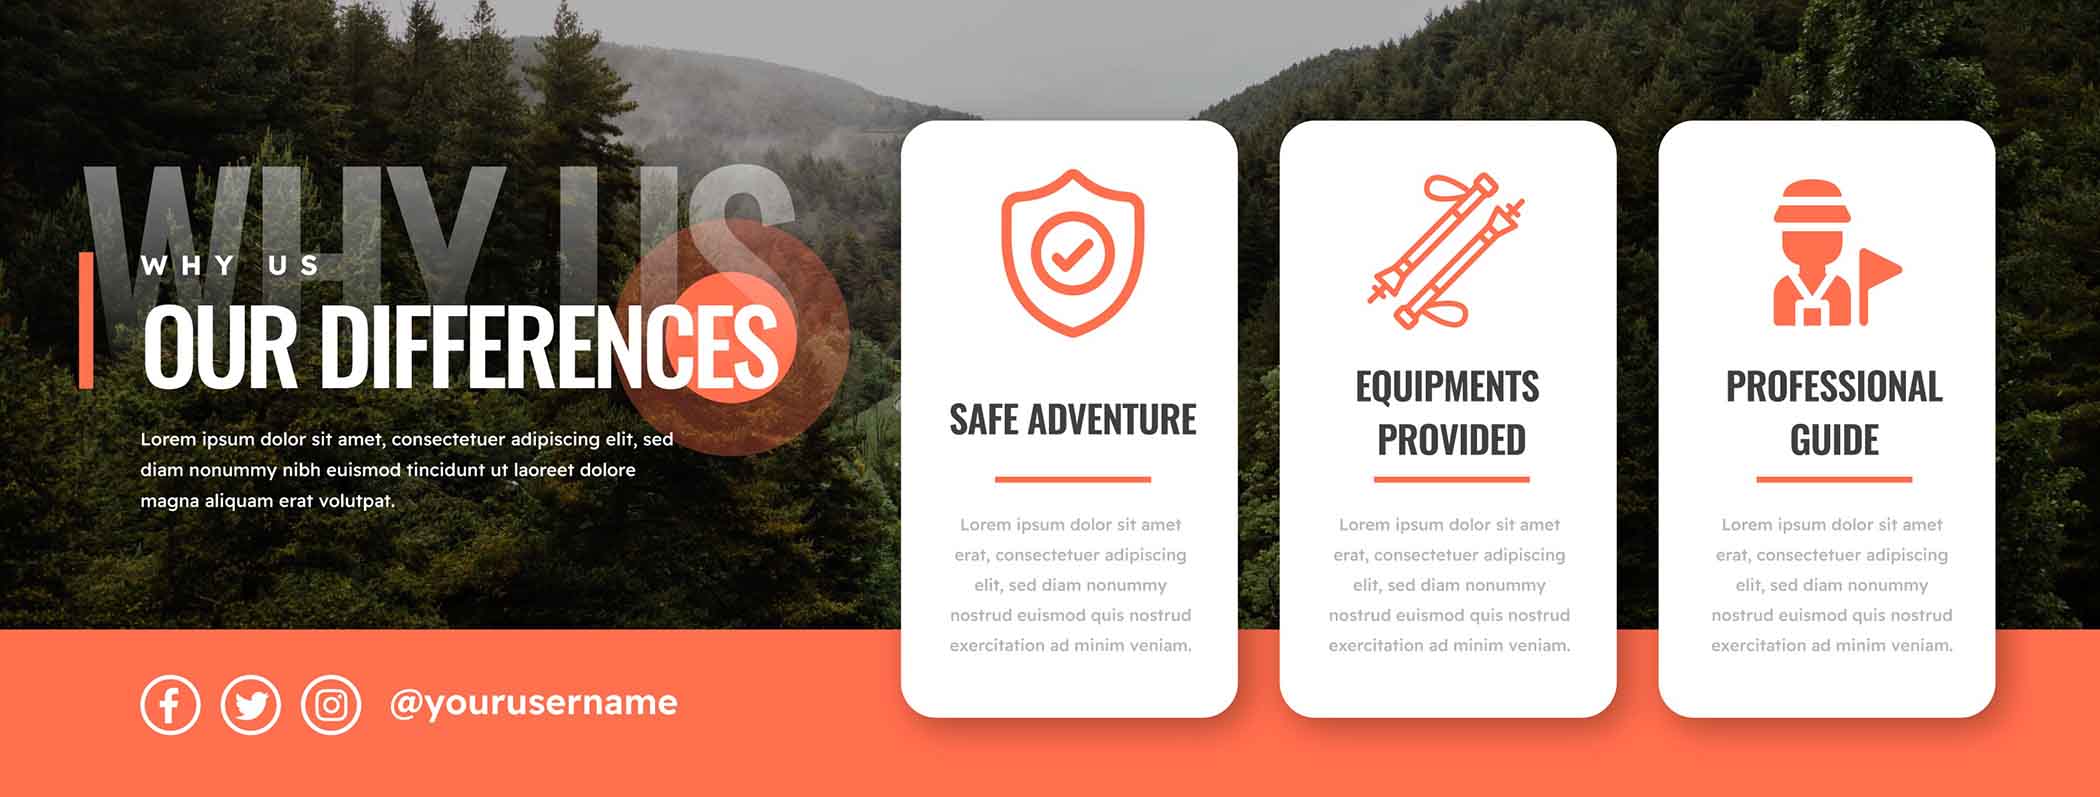 WHY US
WHY US
OUR DIFFERENCES
Lorem ipsum dolor sit amet, consectetuer adipiscing elit, sed
diam nonummy nibh euismod tincidunt ut laoreet dolore
magna aliquam erat volutpat.
@yourusername
SAFE ADVENTURE
Lorem ipsum dolor sit amet
erat, consectetuer adipiscing
elit, sed diam nonummy
nostrud euismod quis nostrud
exercitation ad minim veniam.
EQUIPMENTS
PROVIDED
Lorem ipsum dolor sit amet
erat, consectetuer adipiscing
elit, sed diam nonummy
nostrud euismod quis nostrud
exercitation ad minim veniam.
PROFESSIONAL
GUIDE
Lorem ipsum dolor sit amet
erat, consectetuer adipiscing
elit, sed diam nonummy
nostrud euismod quis nostrud
exercitation ad minim veniam.